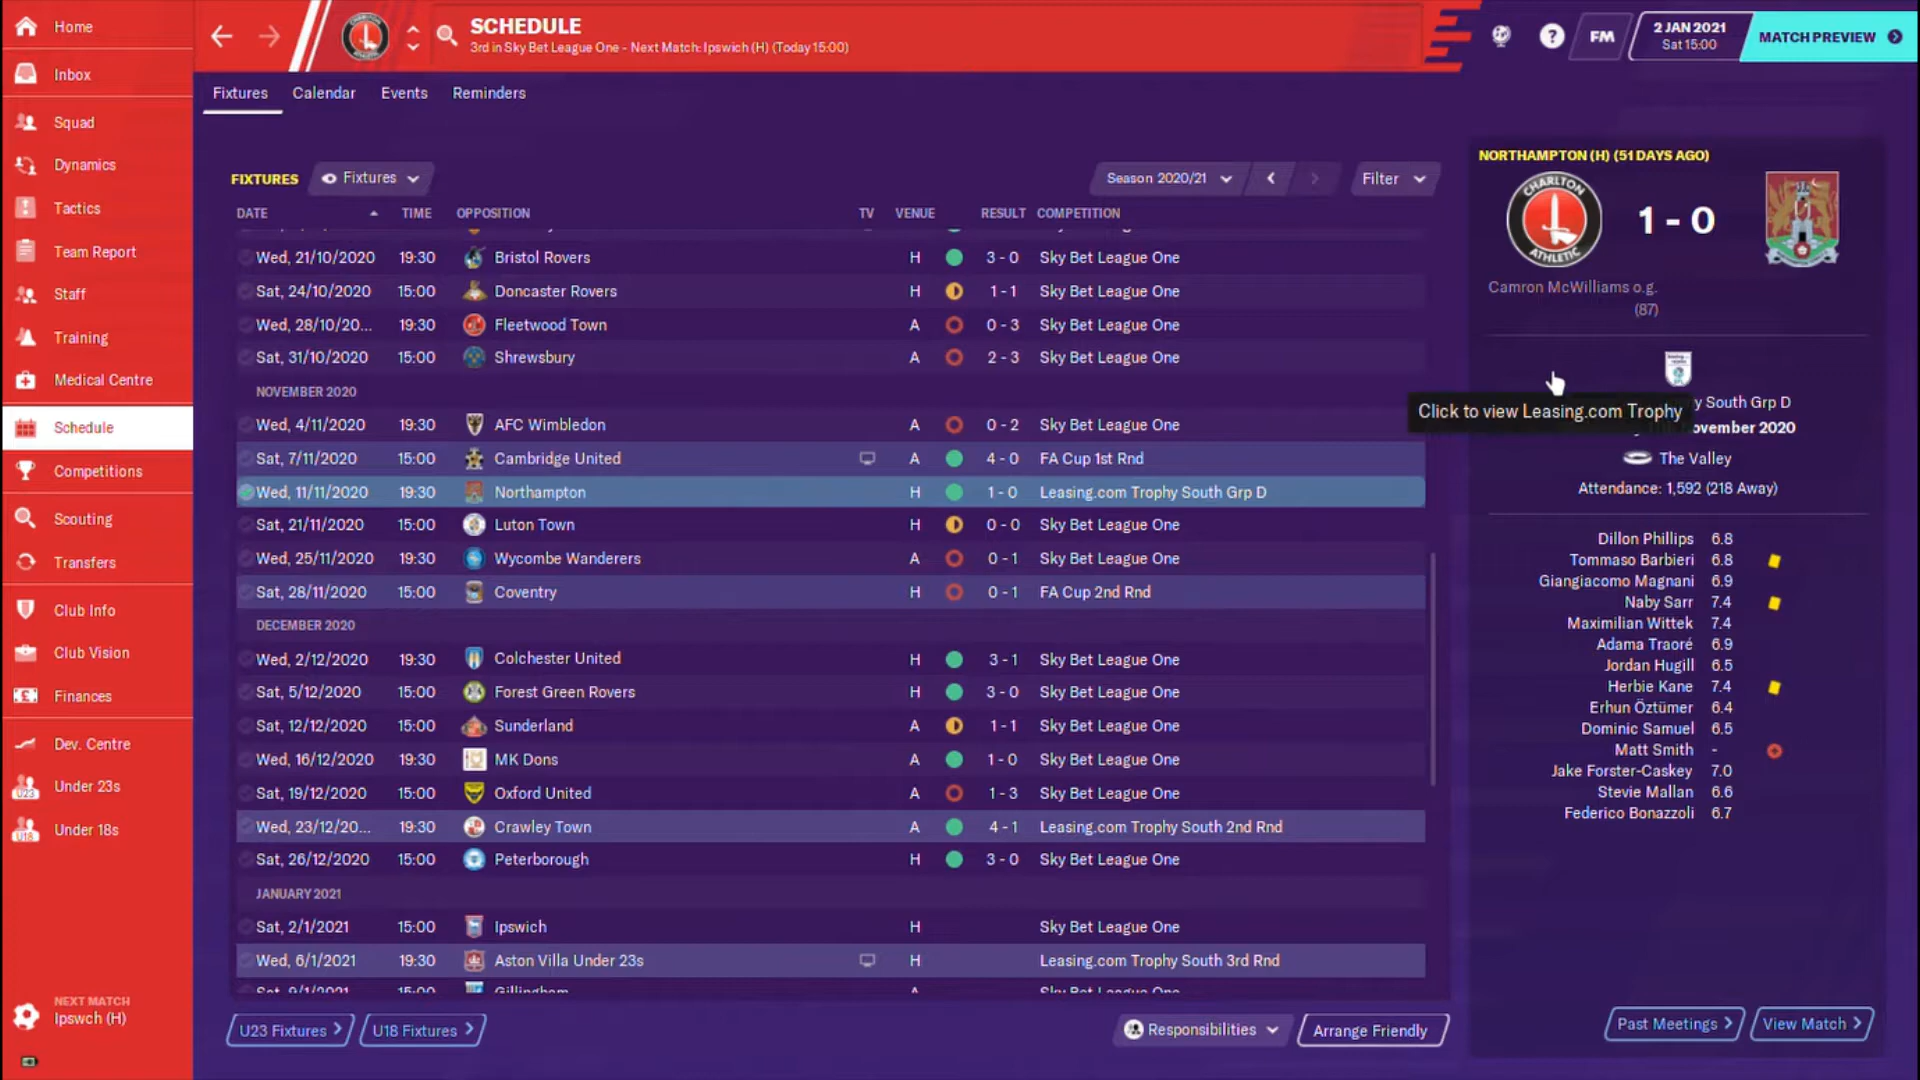 Home
Inbox
Squad
Dynamics
Tactics
Team Report
Staff
Training
Medical Centre
Schedule
Competitions
Scouting
Transfers
Club Info
Club Vision
Finances
Dev. Centre
Under 23s
Under 18s
NEXT MATCH
Ipswch (H)
SCHEDULE
3rd in Sky Bet League One - Next Match: Ipswich (H) (Today 15:00)
FM
2 JAN 2021
Sat 15:00
MATCH PREVIEW
Fixtures Calendar Events Reminders
FIXTURES Fixtures Season 2020/21 Filter
DATE TIME OPPOSITION TV VENUE RESULT COMPETITION
Wed, 21/10/2020 19:30 Bristol Rovers H 3 - 0 Sky Bet League One
Sat, 24/10/2020 15:00 Doncaster Rovers H 1 - 1 Sky Bet League One
Wed, 28/10/20... 19:30 Fleetwood Town A 0 - 3 Sky Bet League One
Sat, 31/10/2020 15:00 Shrewsbury A 2 - 3 Sky Bet League One
NOVEMBER 2020
Wed, 4/11/2020 19:30 AFC Wimbledon A 0 - 2 Sky Bet League One
Sat, 7/11/2020 15:00 Cambridge United A 4 - 0 FA Cup 1st Rnd
Wed, 11/11/2020 19:30 Northampton H 1 - 0 Leasing.com Trophy South Grp D
Sat, 21/11/2020 15:00 Luton Town H 0 - 0 Sky Bet League One
Wed, 25/11/2020 19:30 Wycombe Wanderers A 0 - 1 Sky Bet League One
Sat, 28/11/2020 15:00 Coventry H 0 - 1 FA Cup 2nd Rnd
DECEMBER 2020
Wed, 2/12/2020 19:30 Colchester United H 3 - 1 Sky Bet League One
Sat, 5/12/2020 15:00 Forest Green Rovers H 3 - 0 Sky Bet League One
Sat, 12/12/2020 15:00 Sunderland A 1 - 1 Sky Bet League One
Wed, 16/12/2020 19:30 MK Dons A 1 - 0 Sky Bet League One
Sat, 19/12/2020 15:00 Oxford United A 1 - 3 Sky Bet League One
Wed, 23/12/20... 19:30 Crawley Town A 4 - 1 Leasing.com Trophy South 2nd Rnd
Sat, 26/12/2020 15:00 Peterborough H 3 - 0 Sky Bet League One
JANUARY 2021
Sat, 2/1/2021 15:00 Ipswich H Sky Bet League One
Wed, 6/1/2021 19:30 Aston Villa Under 23s H Leasing.com Trophy South 3rd Rnd
Sat, 9/1/2021 15:00 Gillingham A Sky Bet League One
U23 Fixtures U18 Fixtures Responsibilities Arrange Friendly
NORTHAMPTON (H) (51 DAYS AGO)
CHARLTON
ATHLETIC
1 - 0
Camron McWilliams o.g.
(87)
Click to view Leasing.com Trophy
y South Grp D
ovember 2020
The Valley
Attendance: 1,592 (218 Away)
Dillon Phillips 6.8
Tommaso Barbieri 6.8
Giangiacomo Magnani 6.9
Naby Sarr 7.4
Maximilian Wittek 7.4
Adama Traoré 6.9
Jordan Hugill 6.5
Herbie Kane 7.4
Erhun Öztümer 6.4
Dominic Samuel 6.5
Matt Smith -
Jake Forster-Caskey 7.0
Stevie Mallan 6.6
Federico Bonazzoli 6.7
Past Meetings View Match